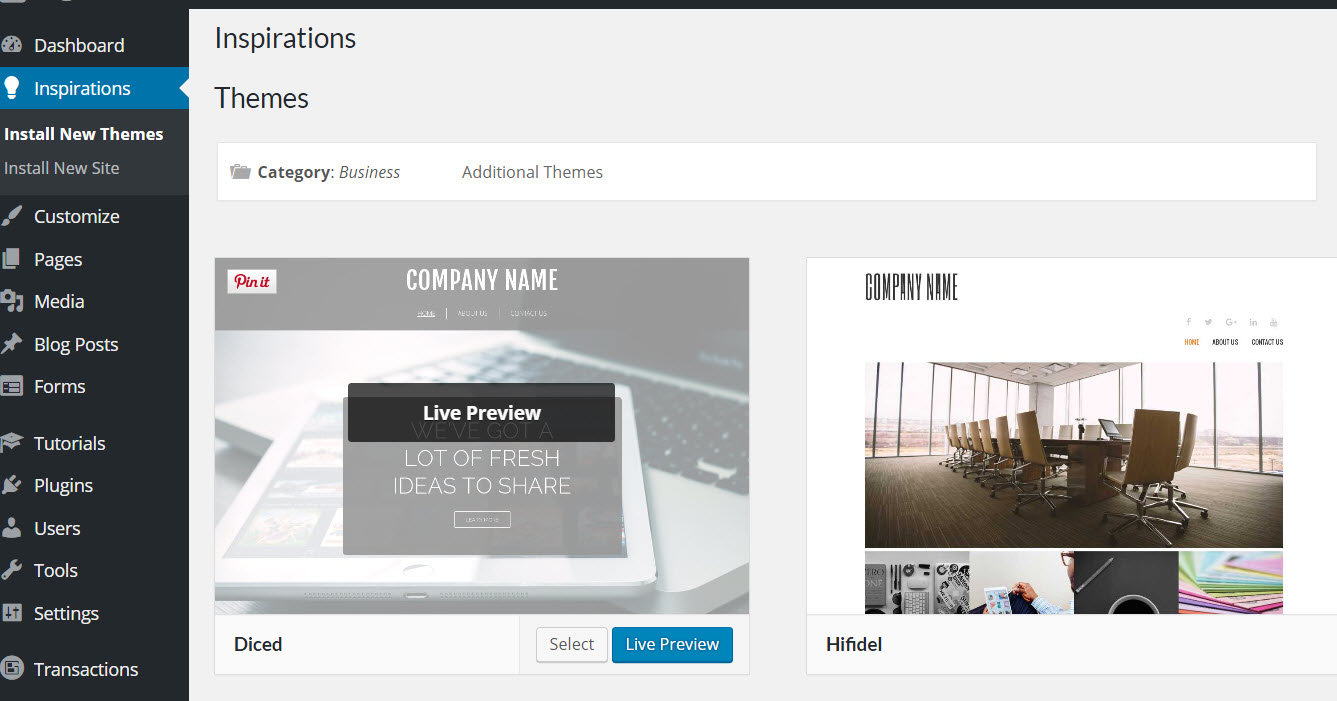 Dashboard
Inspirations
Install New Themes
Install New Site
Customize
Pages
Media
Blog Posts
Forms
Tutorials
Plugins
Users
Tools
Settings
Transactions
Inspirations
Themes
Category: Business
Additional Themes
Pin it
COMPANY NAME
HOME ABOUT US CONTACT US
Live Preview
WE'VE GOT A
LOT OF FRESH
IDEAS TO SHARE
LEARN MORE
Diced
Select
Live Preview
COMPANY NAME
HOME ABOUT US CONTACT US
Hifidel